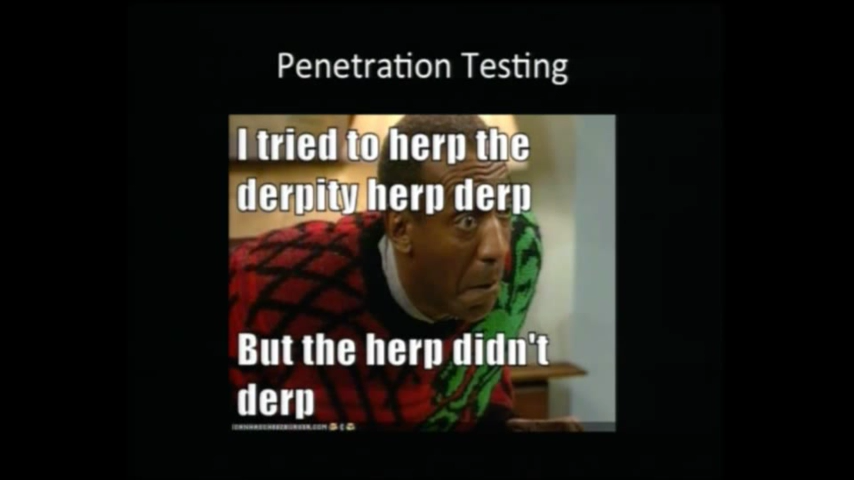 Penetration Testing
I tried to herp the
derpity herp derp
But the herp didn't
derp